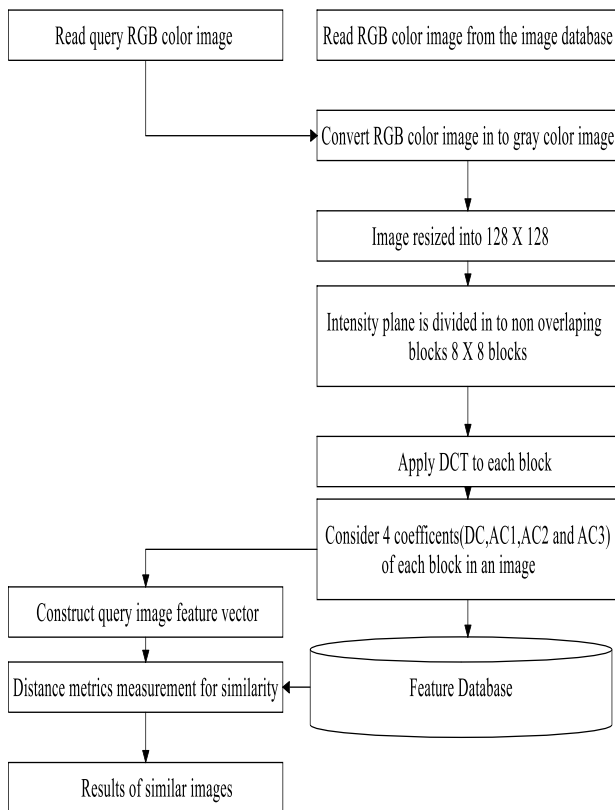 Read query RGB color image
Read RGB color image from the image database
Convert RGB color image in to gray color image
Image resized into 128 X 128
Intensity plane is divided in to non overlaping
blocks 8 X 8 blocks
Apply DCT to each block
Consider 4 coefficents(DC,AC1,AC2 and AC3)
of each block in an image
Construct query image feature vector
Distance metrics measurement for similarity
Feature Database
Results of similar images